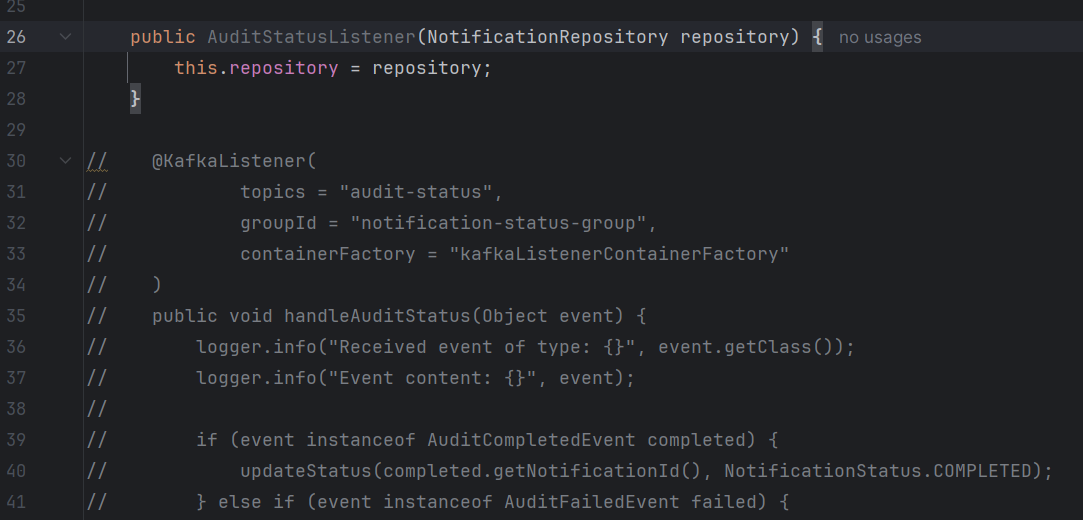 25
26 public AuditStatusListener(NotificationRepository repository) { no usages
27 this.repository = repository;
28 }
29
30 // @KafkaListener(
31 // topics = "audit-status",
32 // groupId = "notification-status-group",
33 // containerFactory = "kafkaListenerContainerFactory"
34 // )
35 // public void handleAuditStatus(Object event) {
36 // logger.info("Received event of type: {}", event.getClass());
37 // logger.info("Event content: {}", event);
38 //
39 // if (event instanceof AuditCompletedEvent completed) {
40 // updateStatus(completed.getNotificationId(), NotificationStatus.COMPLETED);
41 // } else if (event instanceof AuditFailedEvent failed) {